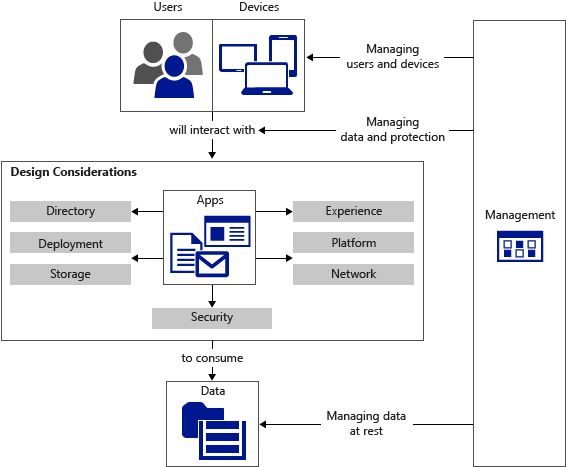 Users
Devices
Managing
users and devices
will interact with
Managing
data and protection
Design Considerations
Apps
Directory
Deployment
Storage
Experience
Platform
Network
Security
Management
to consume
Data
Managing data
at rest